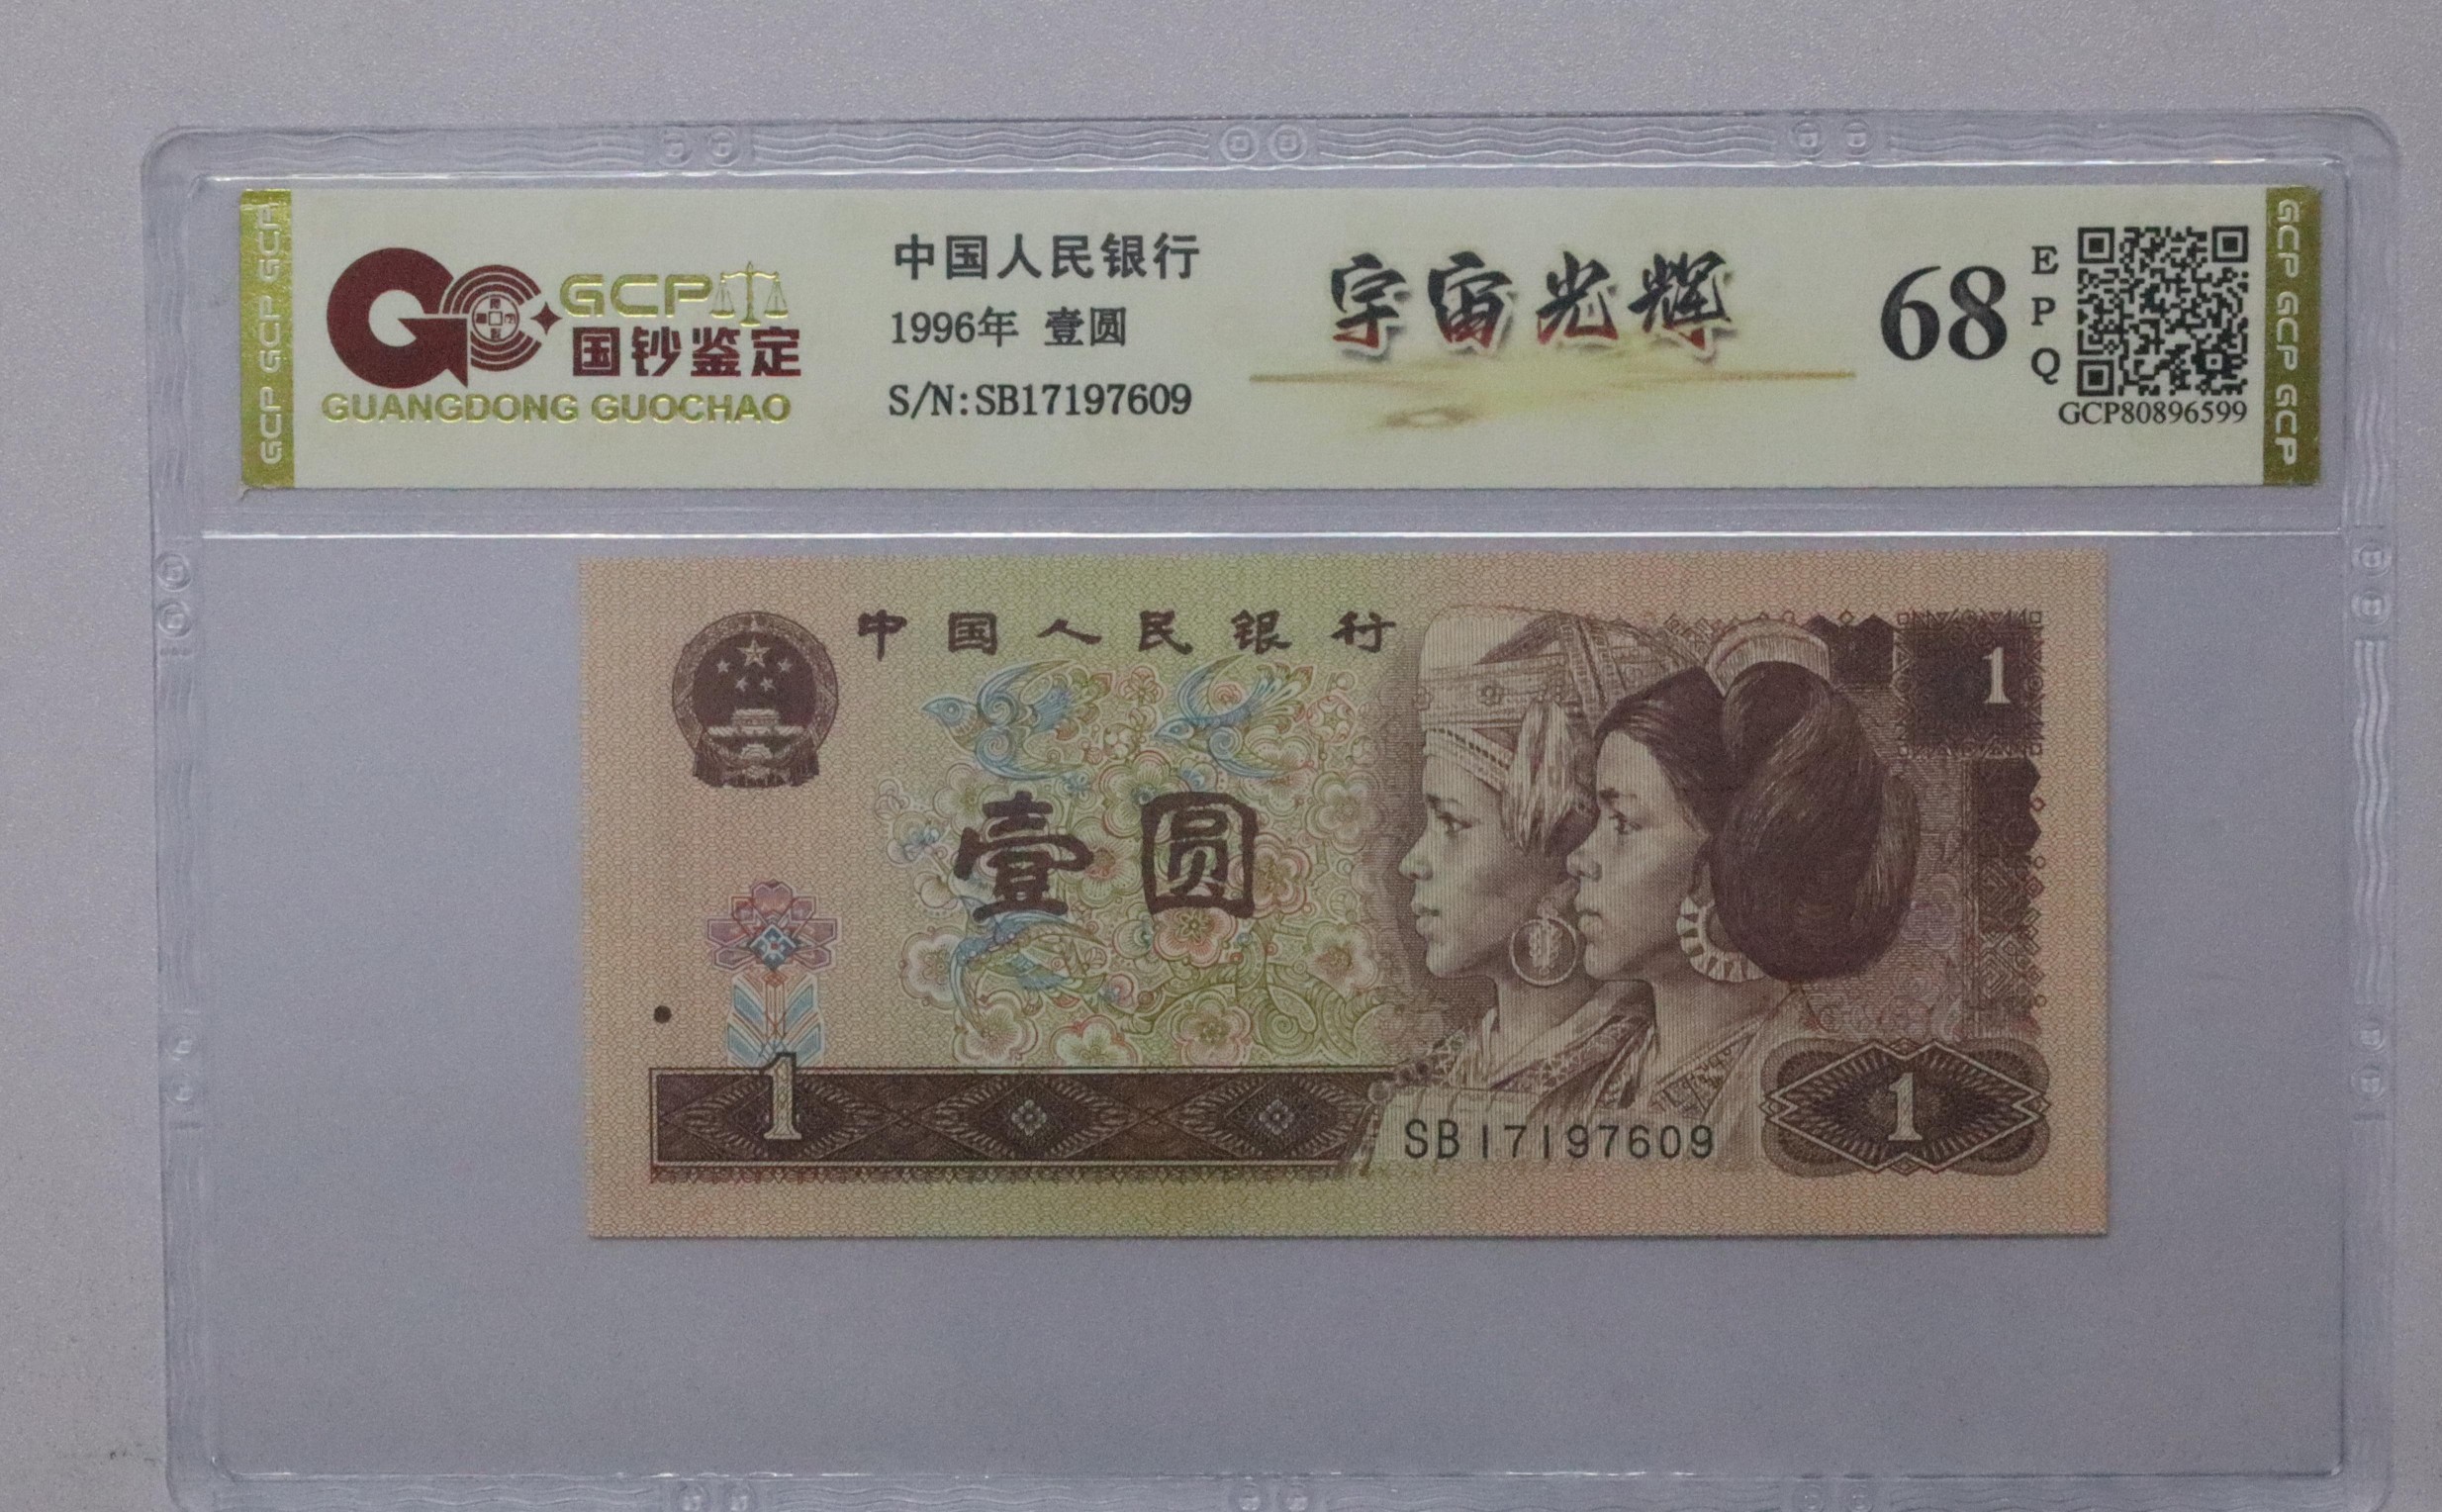 GCP GCP GCP
GC GCP
国钞鉴定
GUANGDONG GUOCHAO
中国人民银行
1996年 壹圆
S/N:SB17197609
宇宙光辉
68
E
P
Q
GCP80896599
GCP GCP GCP
中国人民银行
1
壹圆
1
SB17197609
1